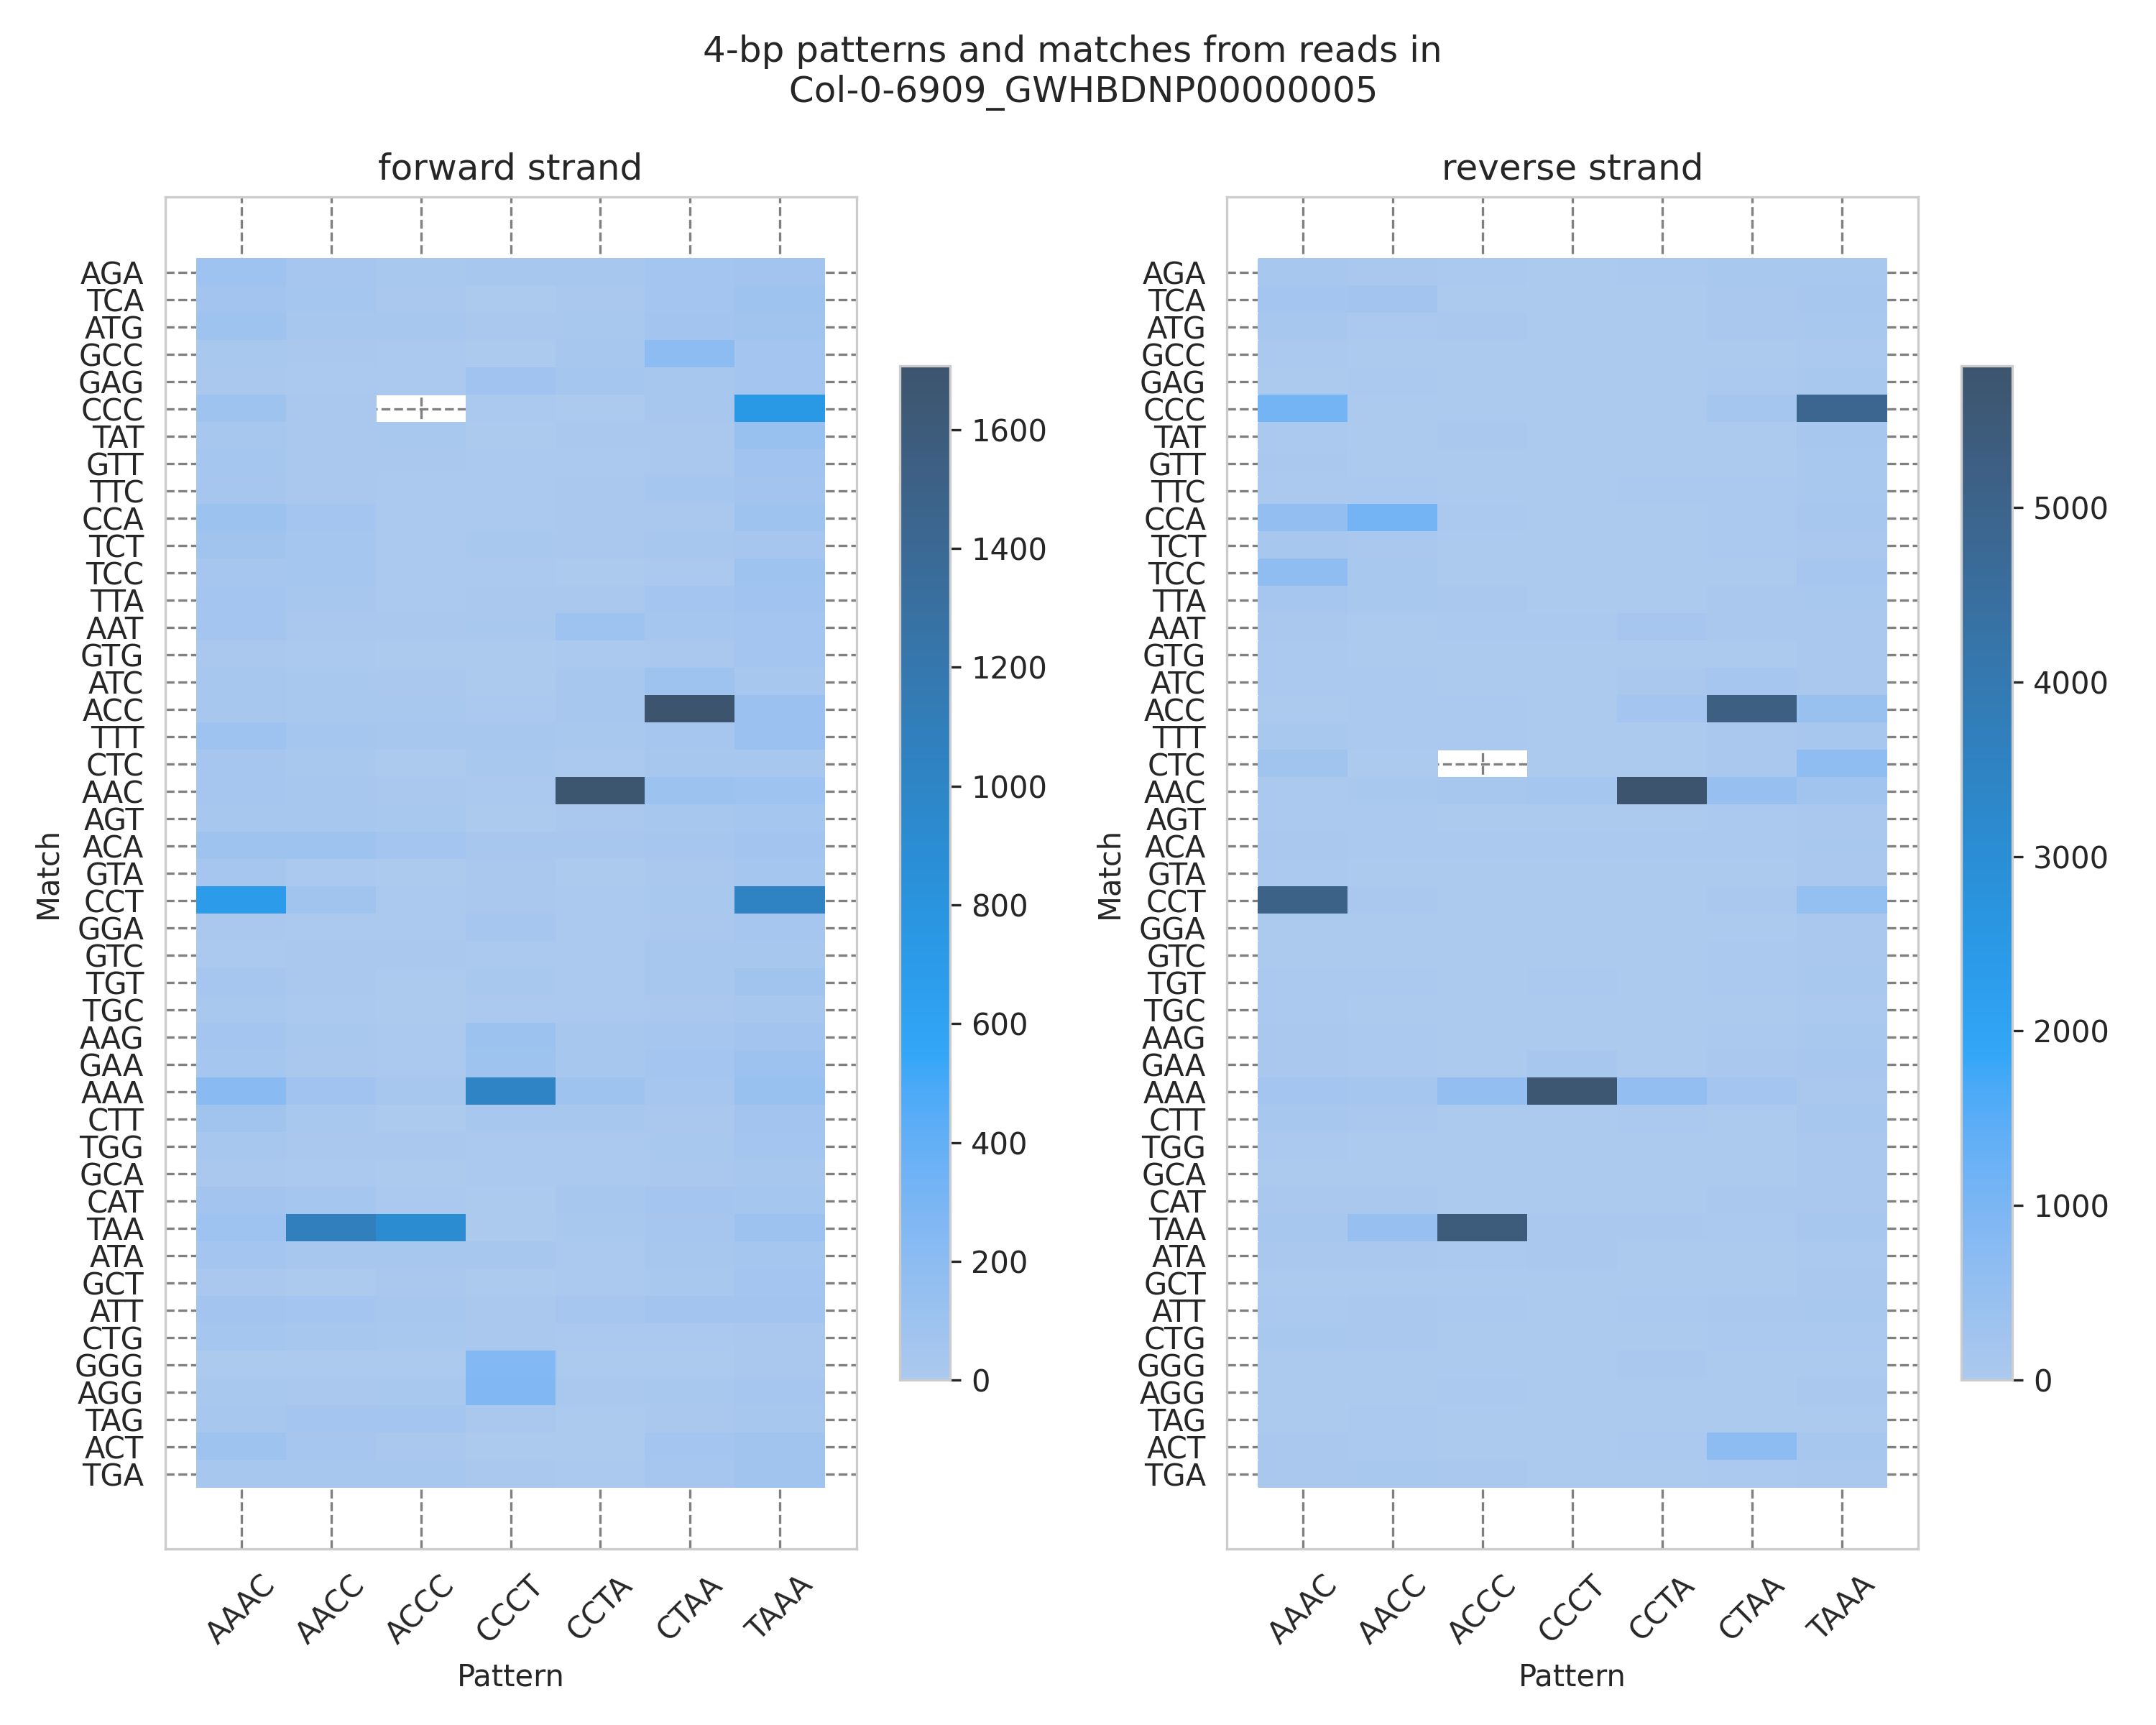 4-bp patterns and matches from reads in
Col-0-6909_GWHBDNP00000005
forward strand
AGA
TCA
ATG
GCC
GAG
CCC
TAT
GTT
TTC
CCA
TCT
TCC
TTA
AAT
GTG
ATC
ACC
TTT
CTC
AAC
AGT
ACA
GTA
CCT
GGA
GTC
TGT
TGC
AAG
GAA
AAA
CTT
TGG
GCA
CAT
TAA
ATA
GCT
ATT
CTG
GGG
AGG
TAG
ACT
TGA
Match
AAAC
AACC
ACCC
CCCT
CCTA
CTAA
TAAA
Pattern
1600
1400
1200
1000
800
600
400
200
0
reverse strand
AGA
TCA
ATG
GCC
GAG
CCC
TAT
GTT
TTC
CCA
TCT
TCC
TTA
AAT
GTG
ATC
ACC
TTT
CTC
AAC
AGT
ACA
GTA
CCT
GGA
GTC
TGT
TGC
AAG
GAA
AAA
CTT
TGG
GCA
CAT
TAA
ATA
GCT
ATT
CTG
GGG
AGG
TAG
ACT
TGA
Match
AAAC
AACC
ACCC
CCCT
CCTA
CTAA
TAAA
Pattern
5000
4000
3000
2000
1000
0